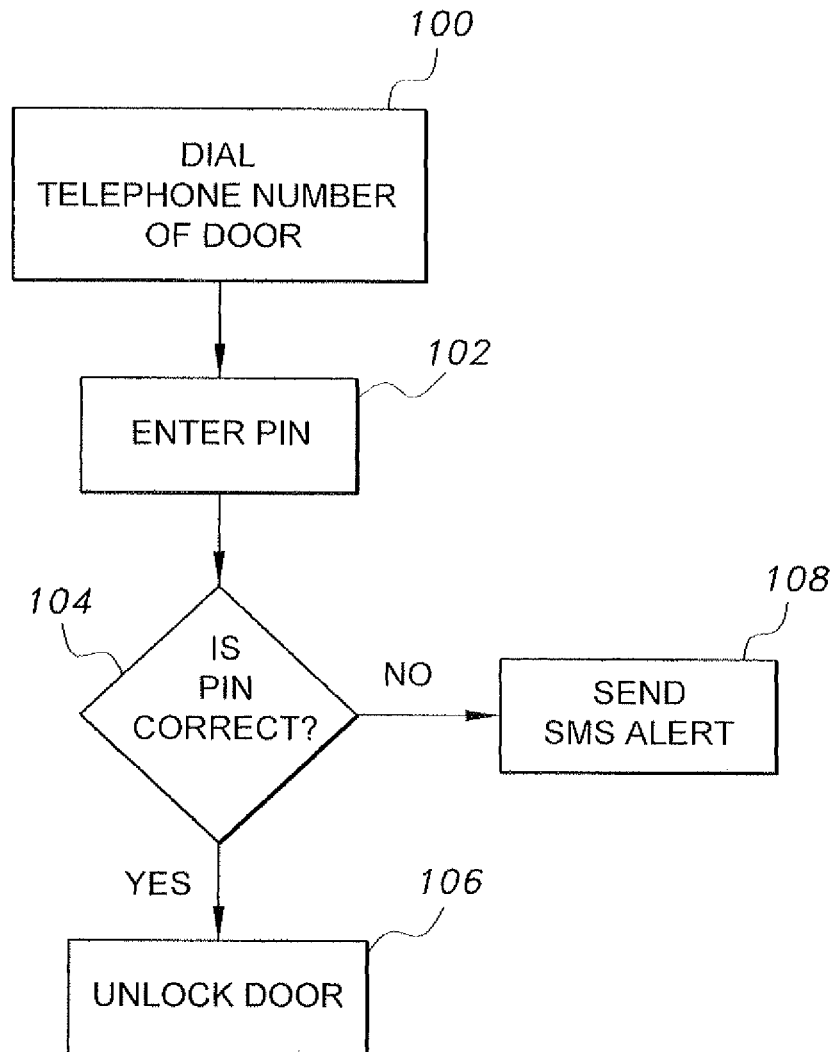 100
DIAL
TELEPHONE NUMBER
OF DOOR
102
ENTER PIN
104
IS
PIN
CORRECT?
NO
108
SEND
SMS ALERT
YES
106
UNLOCK DOOR